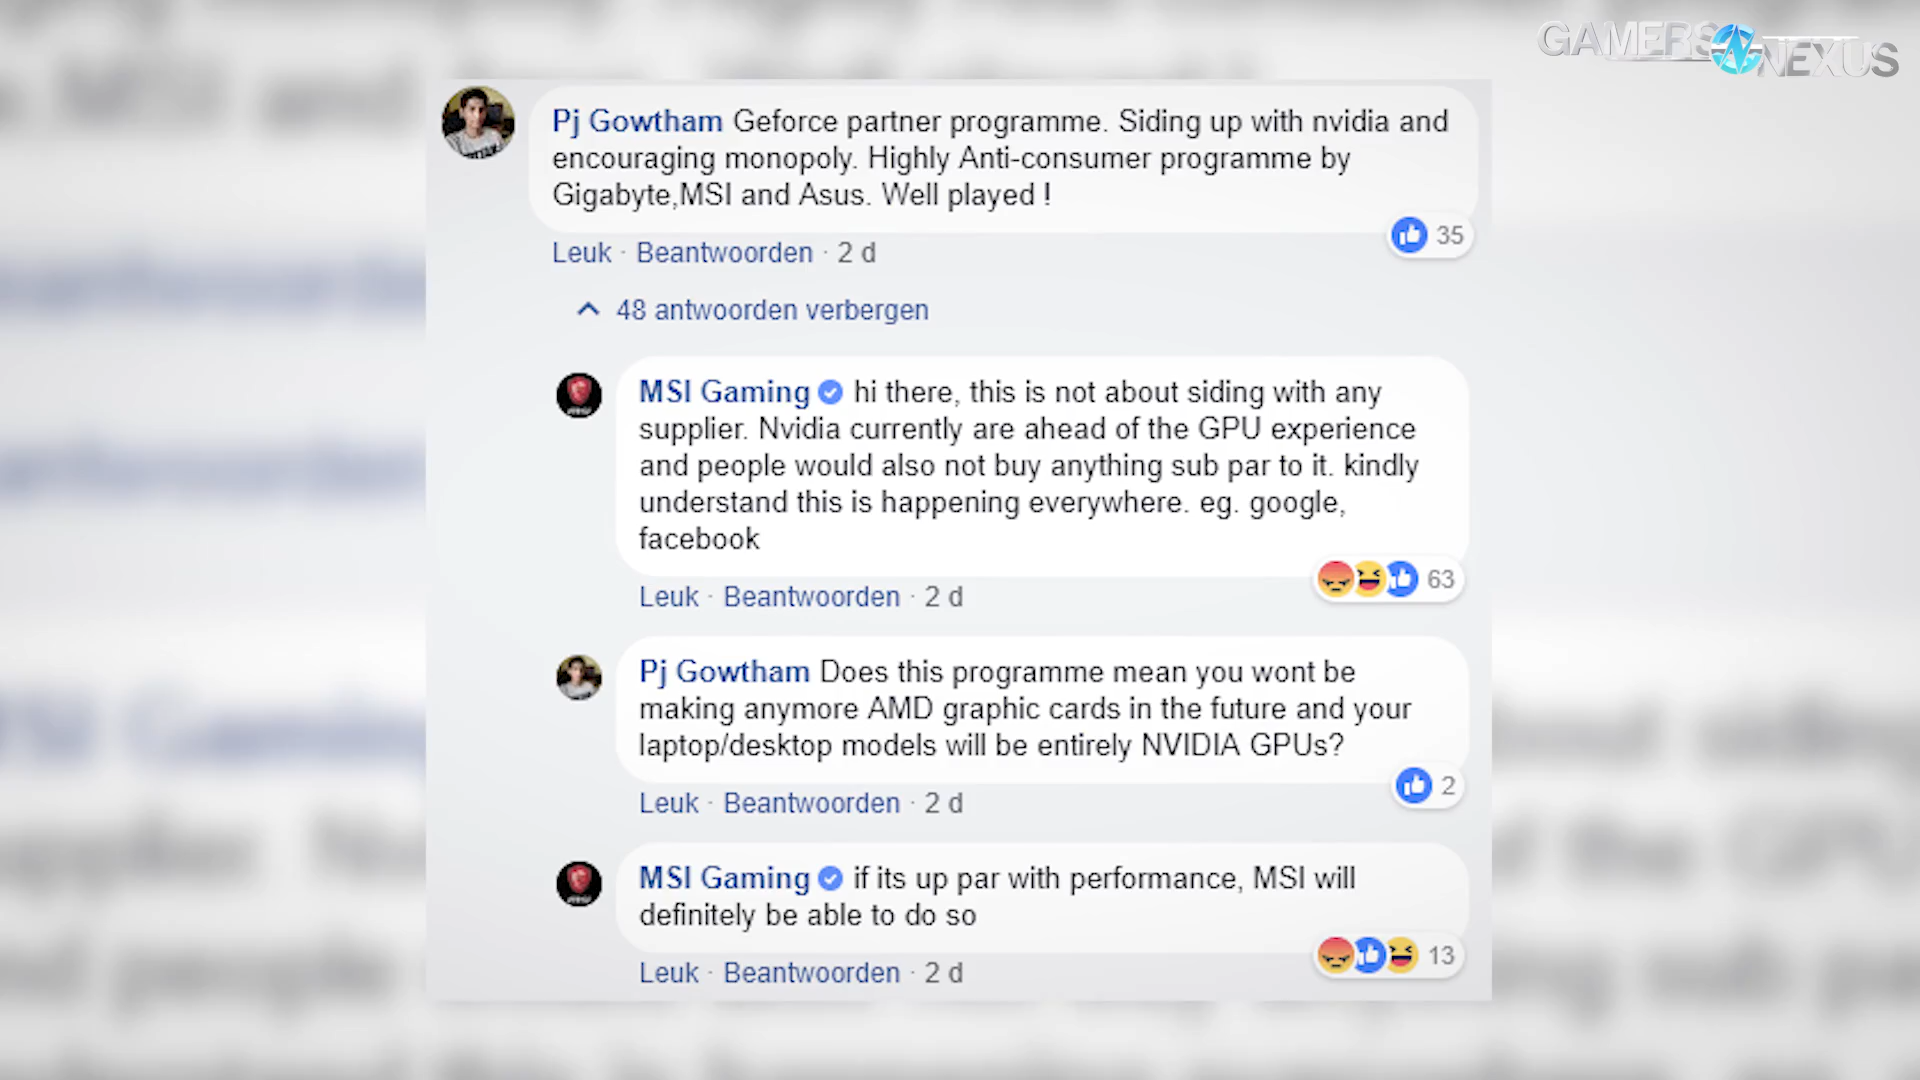 GAMERS NEXUS
Pj Gowtham Geforce partner programme. Siding up with nvidia and
encouraging monopoly. Highly Anti-consumer programme by
Gigabyte,MSI and Asus. Well played !
35
Leuk · Beantwoorden · 2 d
48 antwoorden verbergen
MSI Gaming hi there, this is not about siding with any
supplier. Nvidia currently are ahead of the GPU experience
and people would also not buy anything sub par to it. kindly
understand this is happening everywhere. eg. google,
facebook
63
Leuk · Beantwoorden · 2 d
Pj Gowtham Does this programme mean you wont be
making anymore AMD graphic cards in the future and your
laptop/desktop models will be entirely NVIDIA GPUs?
2
Leuk · Beantwoorden · 2 d
MSI Gaming if its up par with performance, MSI will
definitely be able to do so
13
Leuk · Beantwoorden · 2 d